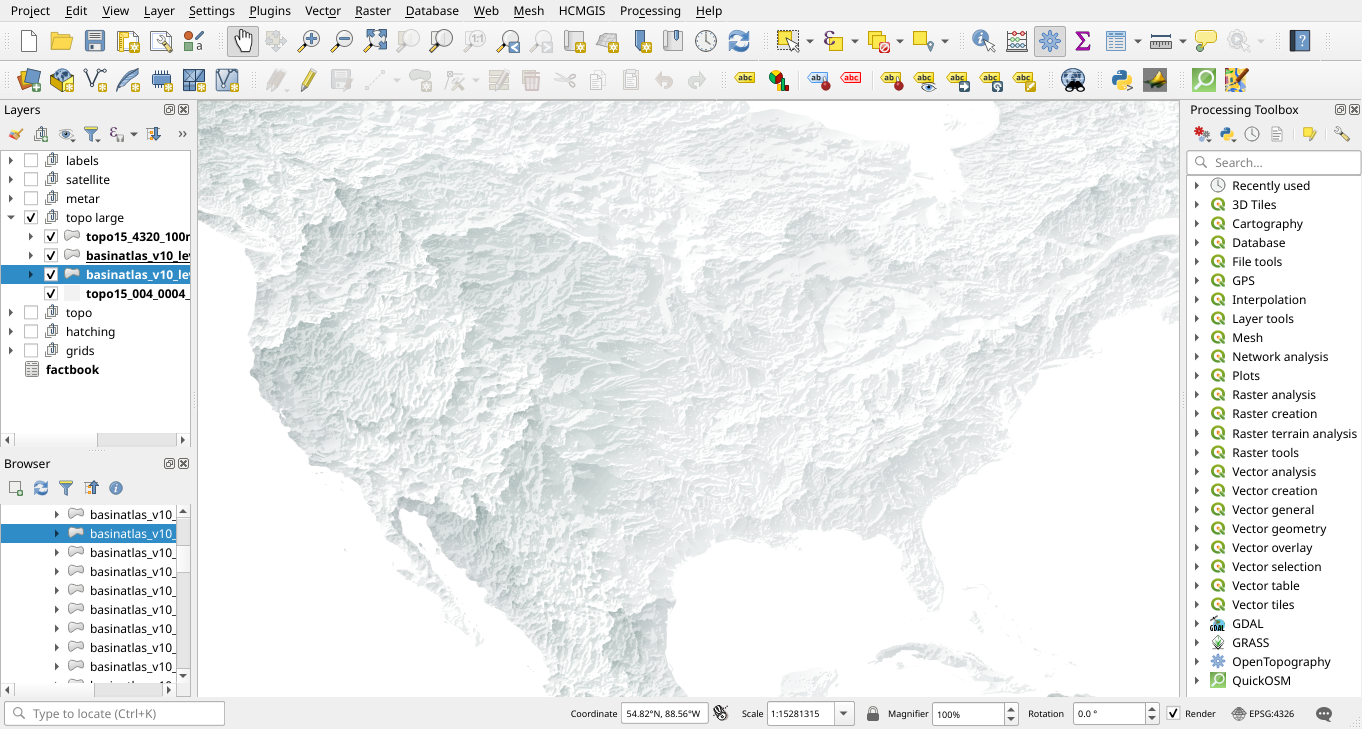 Project Edit View Layer Settings Plugins Vector Raster Database Web Mesh HCMGIS Processing Help
Layers
labels
satellite
metar
topo large
topo15_4320_100
basinatlas_v10_le
basinatlas_v10_le
topo15_004_0004_
topo
hatching
grids
factbook
Browser
basinatlas_v10_
basinatlas_v10_
basinatlas_v10_
basinatlas_v10_
basinatlas_v10_
basinatlas_v10_
basinatlas_v10_
basinatlas_v10_
basinatlas_v10_
Processing Toolbox
Search...
Recently used
3D Tiles
Cartography
Database
File tools
GPS
Interpolation
Layer tools
Mesh
Network analysis
Plots
Raster analysis
Raster creation
Raster terrain analysis
Raster tools
Vector analysis
Vector creation
Vector general
Vector geometry
Vector overlay
Vector selection
Vector table
Vector tiles
GDAL
GRASS
OpenTopography
QuickOSM
Type to locate (Ctrl+K) Coordinate 54.82°N, 88.56°W Scale 1:15281315 Magnifier 100% Rotation 0.0 ° Render EPSG:4326